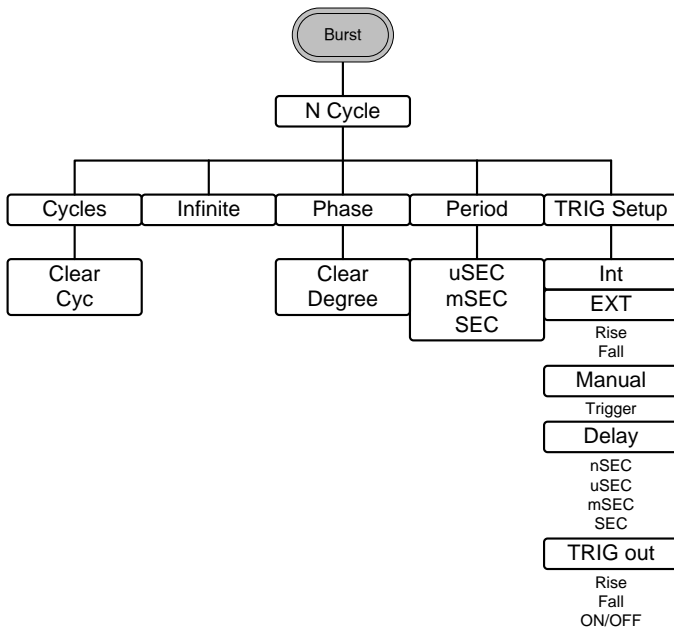 Burst
N Cycle
Cycles
Infinite
Phase
Period
TRIG Setup
Clear
Cyc
Clear
Degree
uSEC
mSEC
SEC
Int
EXT
Rise
Fall
Manual
Trigger
Delay
nSEC
uSEC
mSEC
SEC
TRIG out
Rise
Fall
ON/OFF